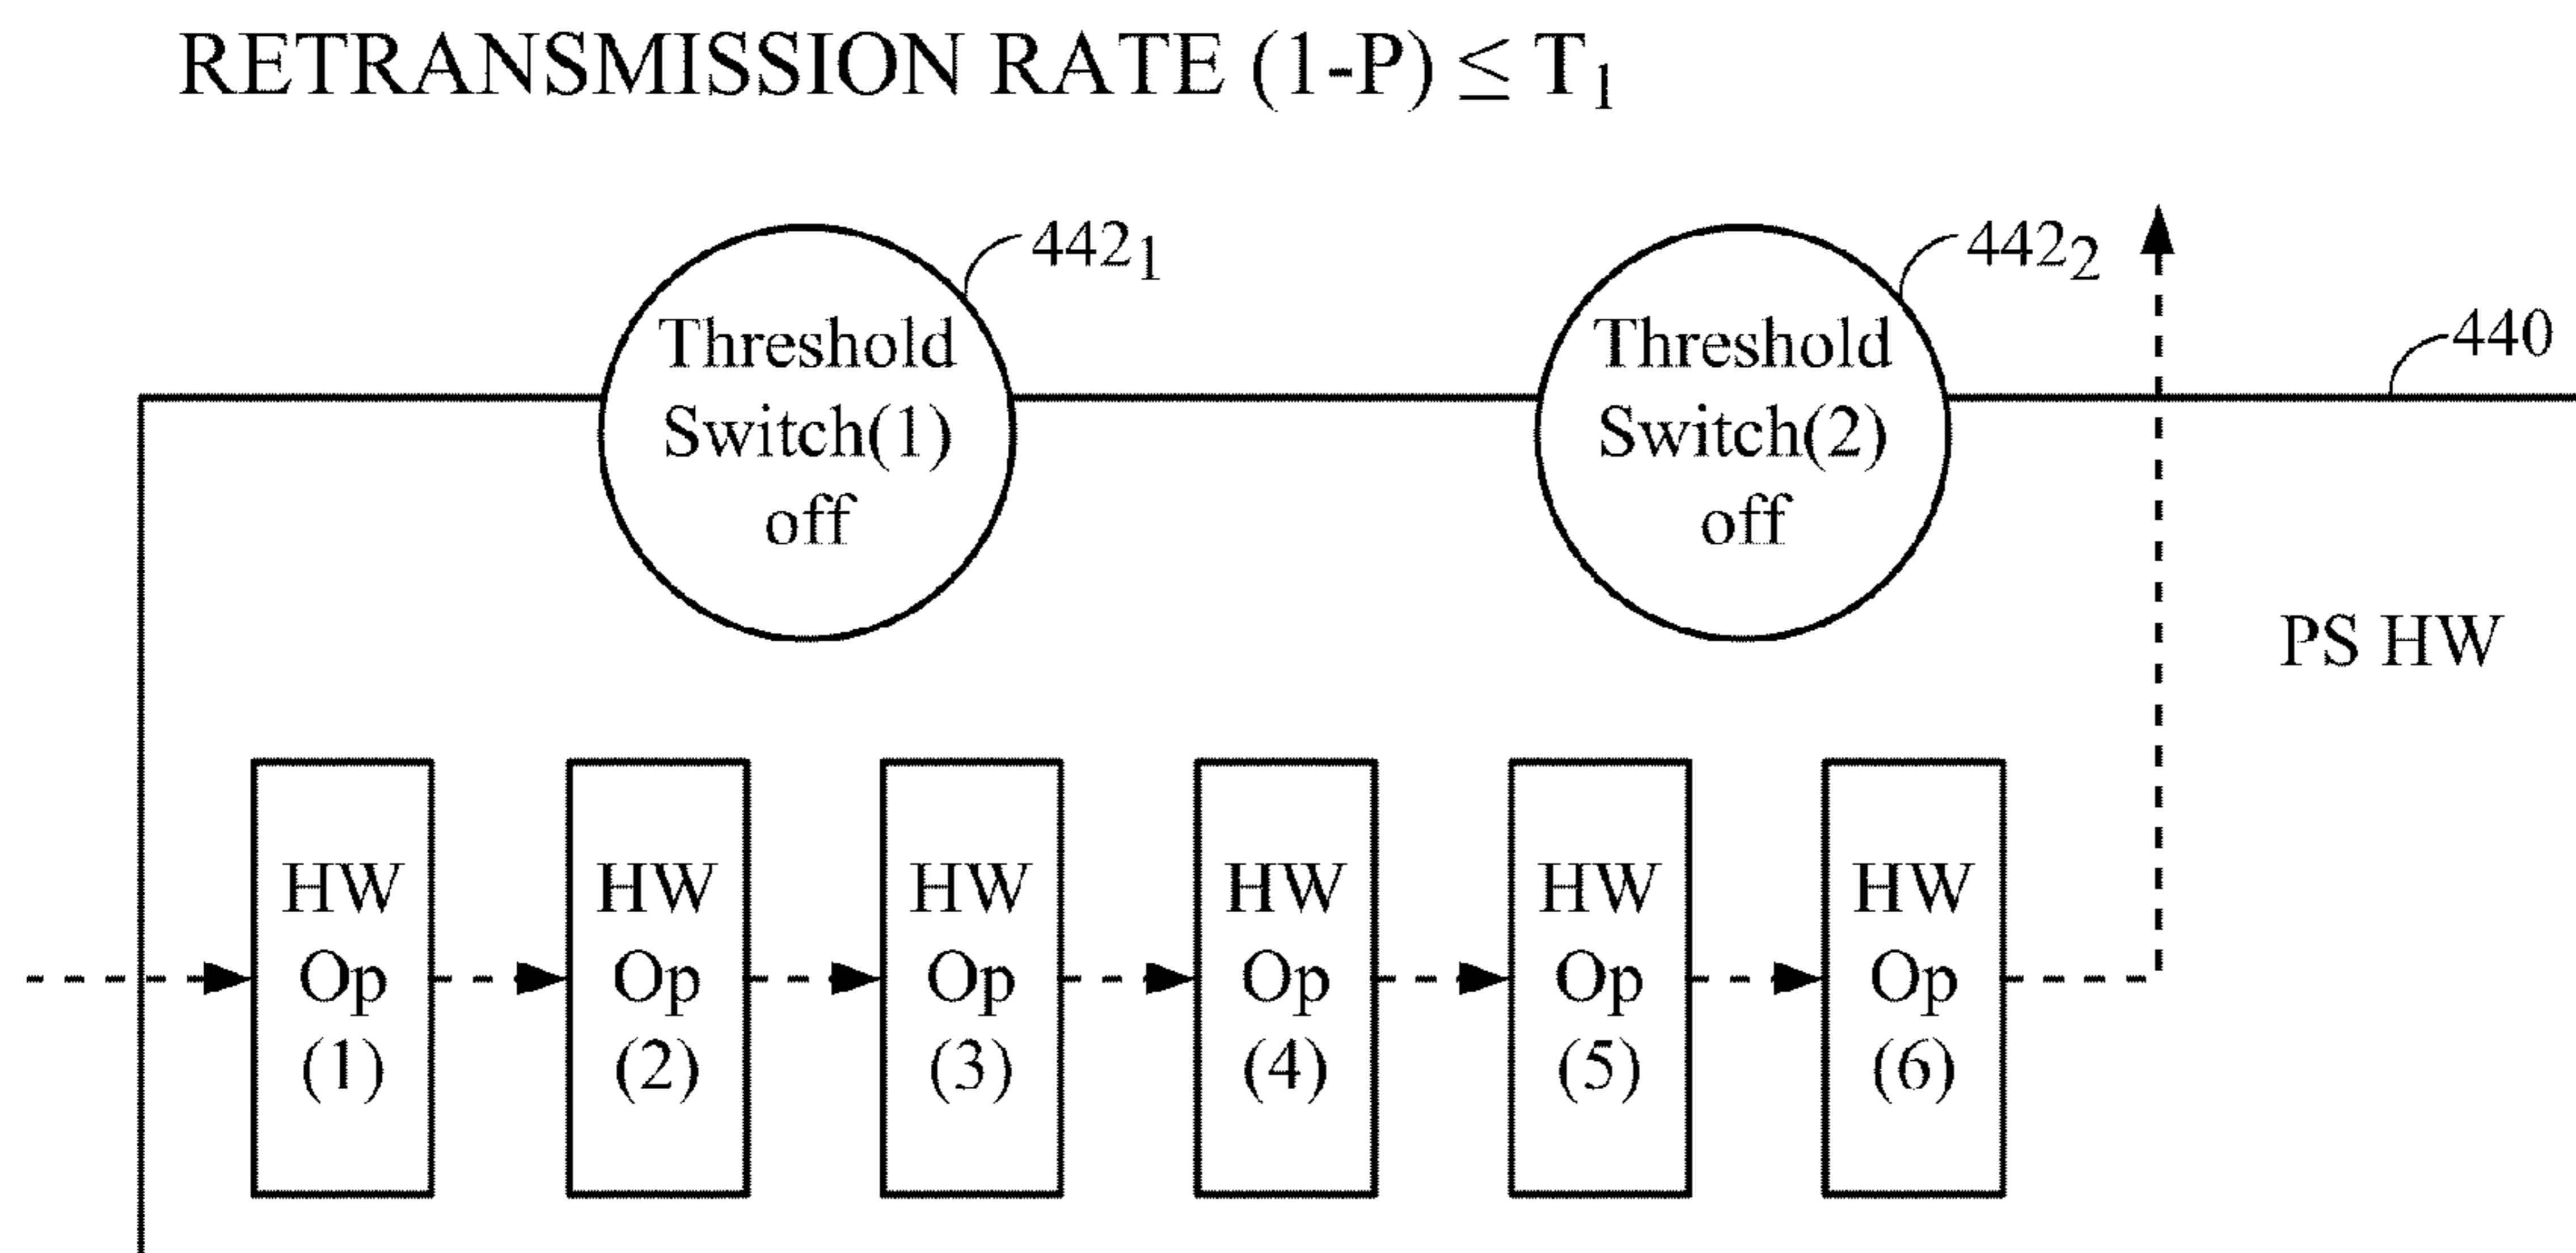 RETRANSMISSION RATE (1-P) ≤ T₁
442₁
442₂
440
Threshold
Switch(1)
off
Threshold
Switch(2)
off
PS HW
HW
Op
(1)
HW
Op
(2)
HW
Op
(3)
HW
Op
(4)
HW
Op
(5)
HW
Op
(6)